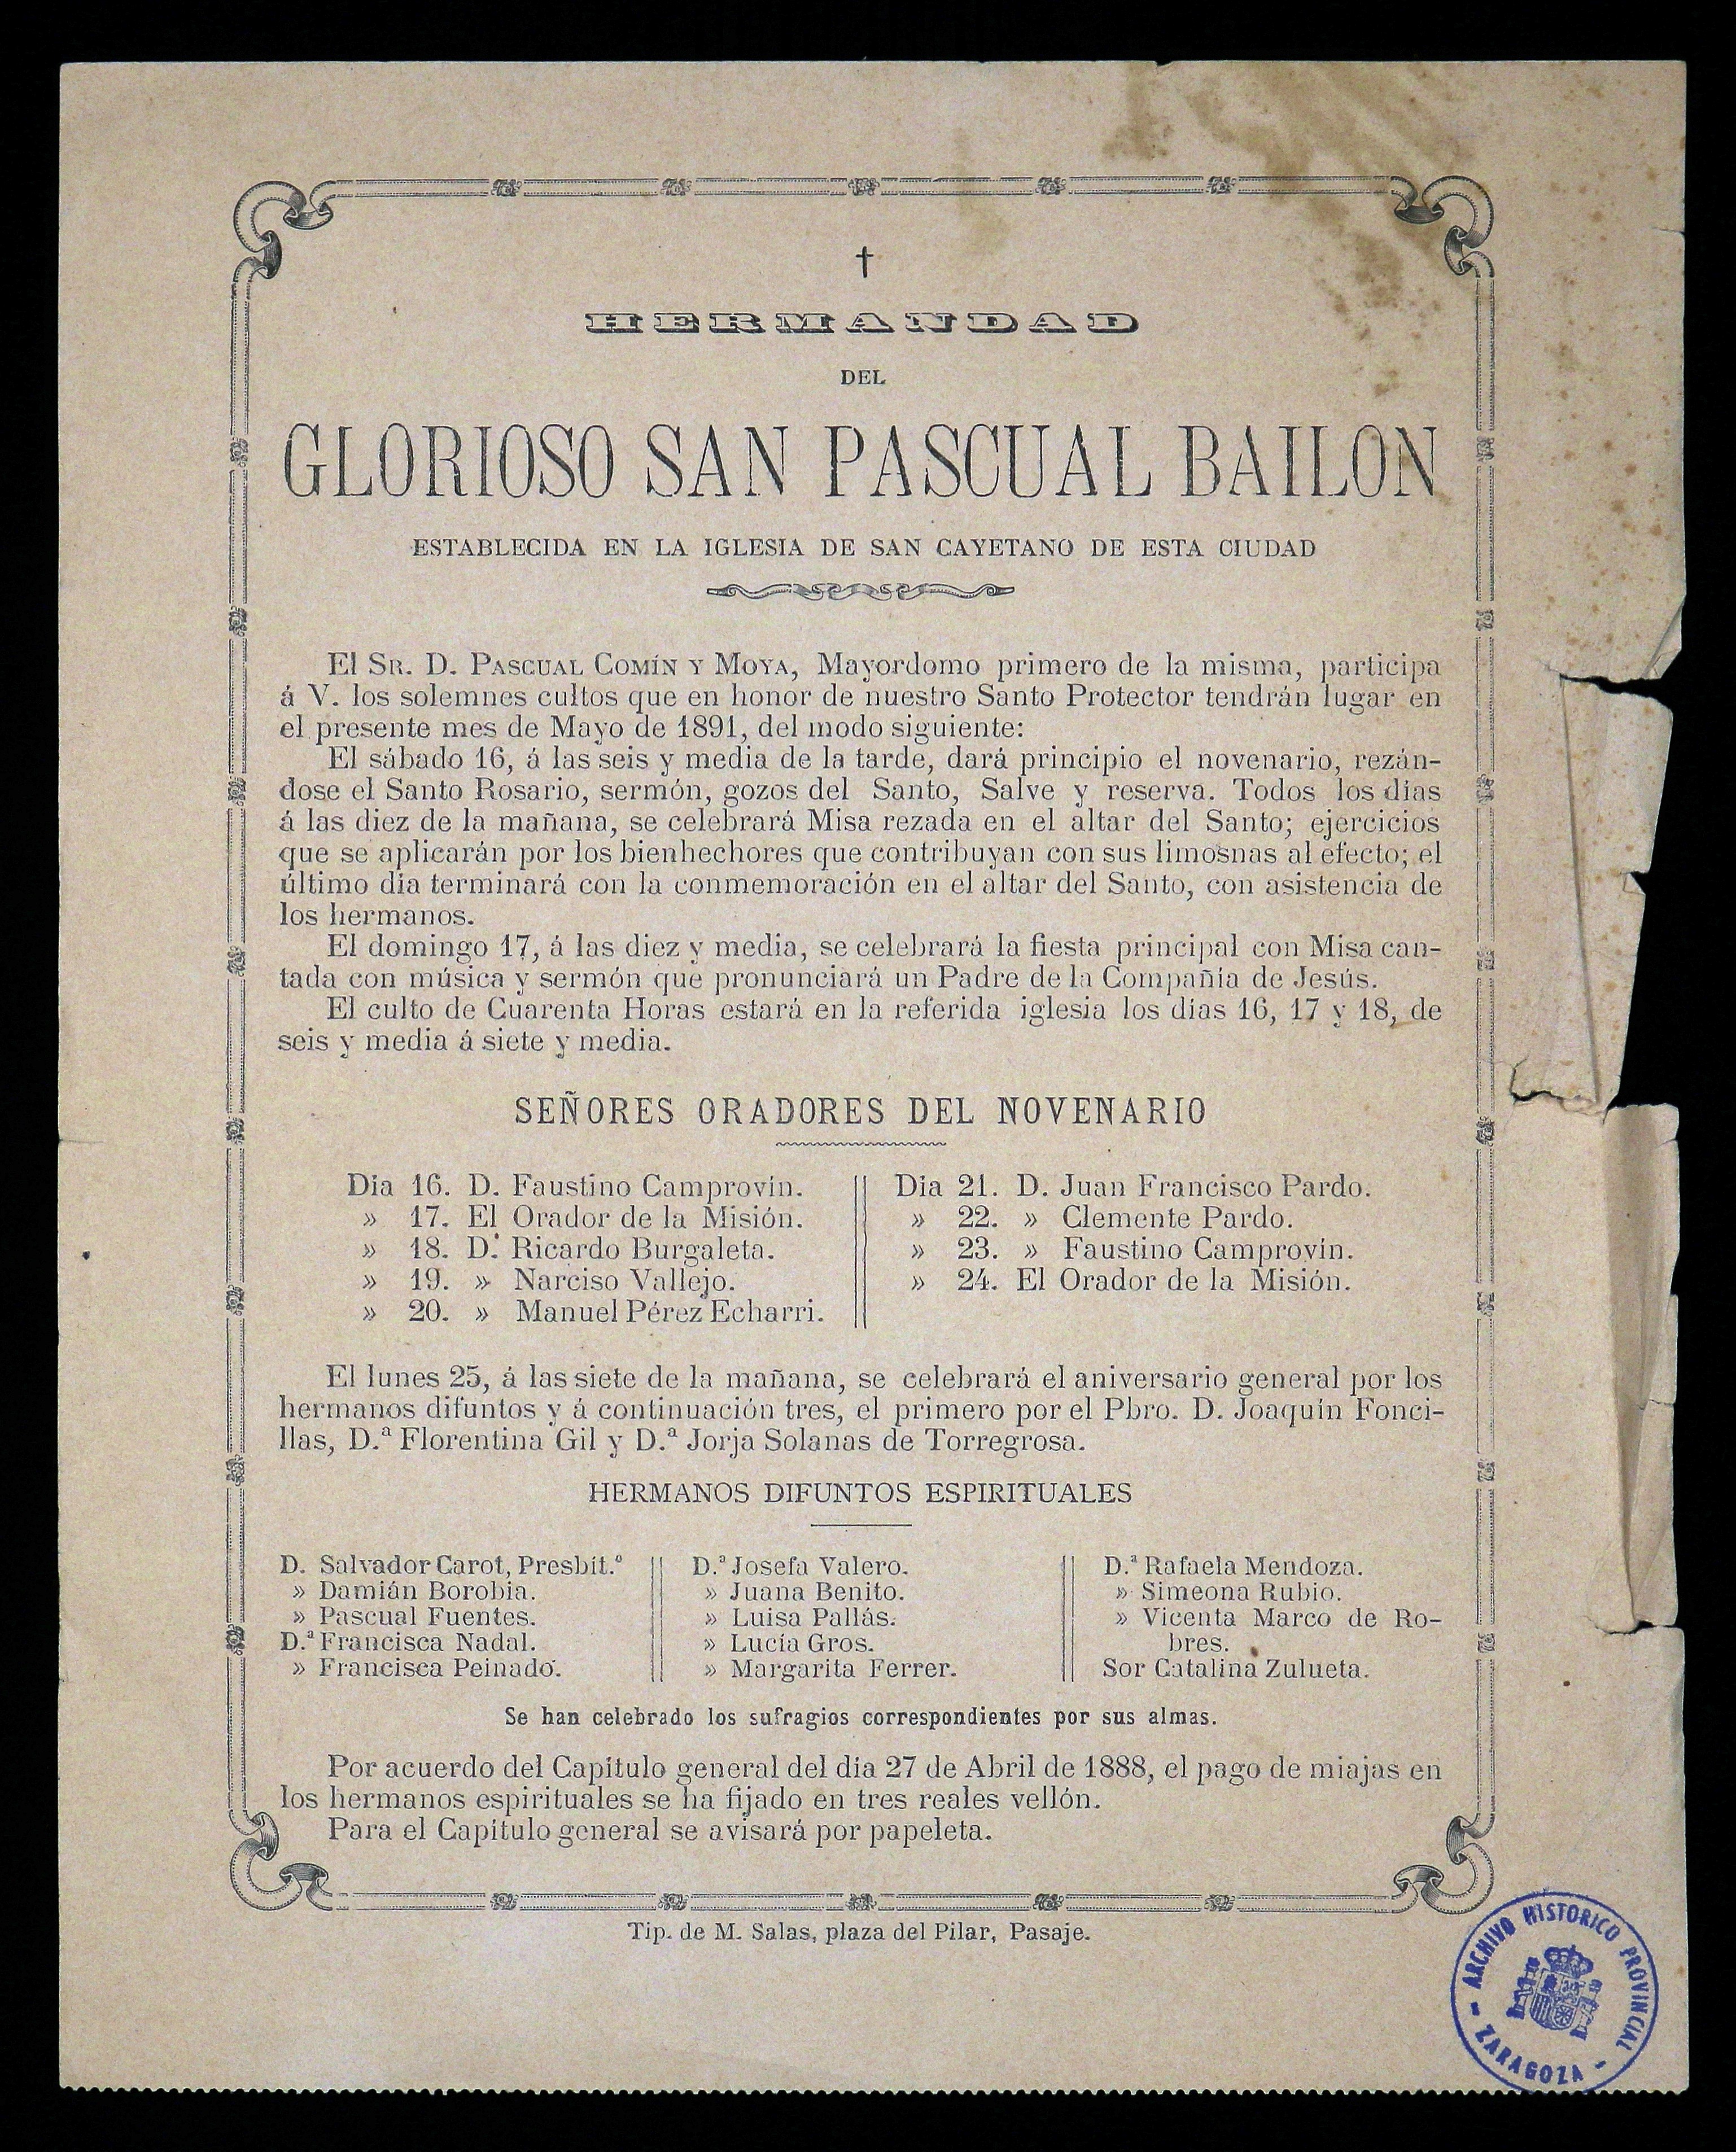 †
HERMANDAD
DEL
GLORIOSO SAN PASCUAL BAILON
ESTABLECIDA EN LA IGLESIA DE SAN CAYETANO DE ESTA CIUDAD
El SR. D. PASCUAL COMÍN Y MOYA, Mayordomo primero de la misma, participa
á V. los solemnes cultos que en honor de nuestro Santo Protector tendrán lugar en
el presente mes de Mayo de 1891, del modo siguiente:
El sábado 16, á las seis y media de la tarde, dará principio el novenario, rezán-
dose el Santo Rosario, sermón, gozos del Santo, Salve y reserva. Todos los días
á las diez de la mañana, se celebrará Misa rezada en el altar del Santo; ejercicios
que se aplicarán por los bienhechores que contribuyan con sus limosnas al efecto; el
último día terminará con la conmemoración en el altar del Santo, con asistencia de
los hermanos.
El domingo 17, á las diez y media, se celebrará la fiesta principal con Misa can-
tada con música y sermón que pronunciará un Padre de la Compañía de Jesús.
El culto de Cuarenta Horas estará en la referida iglesia los días 16, 17 y 18, de
seis y media á siete y media.
SEÑORES ORADORES DEL NOVENARIO
Día 16. D. Faustino Camprovín.
» 17. El Orador de la Misión.
» 18. D. Ricardo Burgaleta.
» 19. » Narciso Vallejo.
» 20. » Manuel Pérez Echarri.
Día 21. D. Juan Francisco Pardo.
» 22. » Clemente Pardo.
» 23. » Faustino Camprovín.
» 24. El Orador de la Misión.
El lunes 25, á las siete de la mañana, se celebrará el aniversario general por los
hermanos difuntos y á continuación tres, el primero por el Pbro. D. Joaquín Fonci-
llas, D.ª Florentina Gil y D.ª Jorja Solanas de Torregrosa.
HERMANOS DIFUNTOS ESPIRITUALES
D. Salvador Carot, Presbít.º
» Damián Borobia.
» Pascual Fuentes.
D.ª Francisca Nadal.
» Francisca Peinado.
D.ª Josefa Valero.
» Juana Benito.
» Luisa Pallás.
» Lucía Gros.
» Margarita Ferrer.
D.ª Rafaela Mendoza.
» Simeona Rubio.
» Vicenta Marco de Ro-
bres.
Sor Catalina Zulueta.
Se han celebrado los sufragios correspondientes por sus almas.
Por acuerdo del Capítulo general del día 27 de Abril de 1888, el pago de miajas en
los hermanos espirituales se ha fijado en tres reales vellón.
Para el Capítulo general se avisará por papeleta.
Tip. de M. Salas, plaza del Pilar, Pasaje.
ARCHIVO HISTORICO PROVINCIAL
- ZARAGOZA -